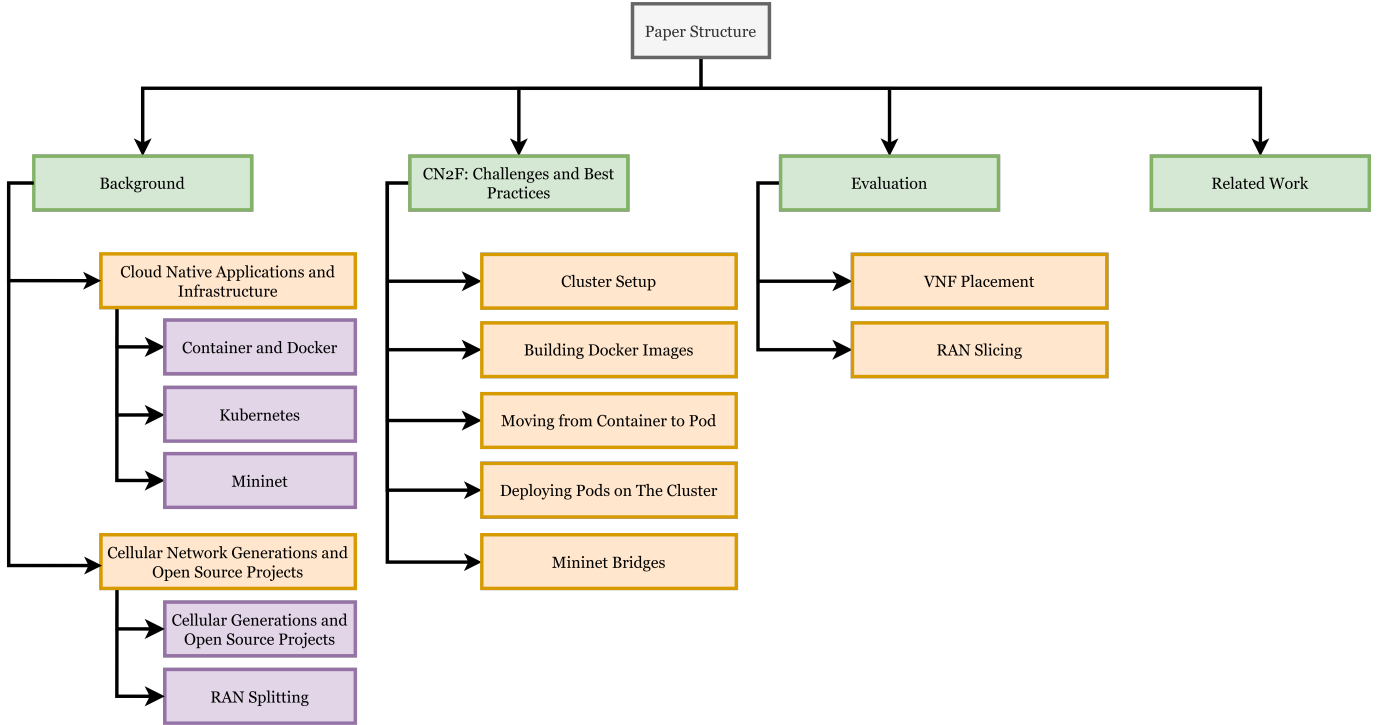 Paper Structure
Background
CN2F: Challenges and Best
Practices
Evaluation
Related Work
Cloud Native Applications and
Infrastructure
Container and Docker
Kubernetes
Mininet
Cellular Network Generations and
Open Source Projects
Cellular Generations and
Open Source Projects
RAN Splitting
Cluster Setup
Building Docker Images
Moving from Container to Pod
Deploying Pods on The Cluster
Mininet Bridges
VNF Placement
RAN Slicing